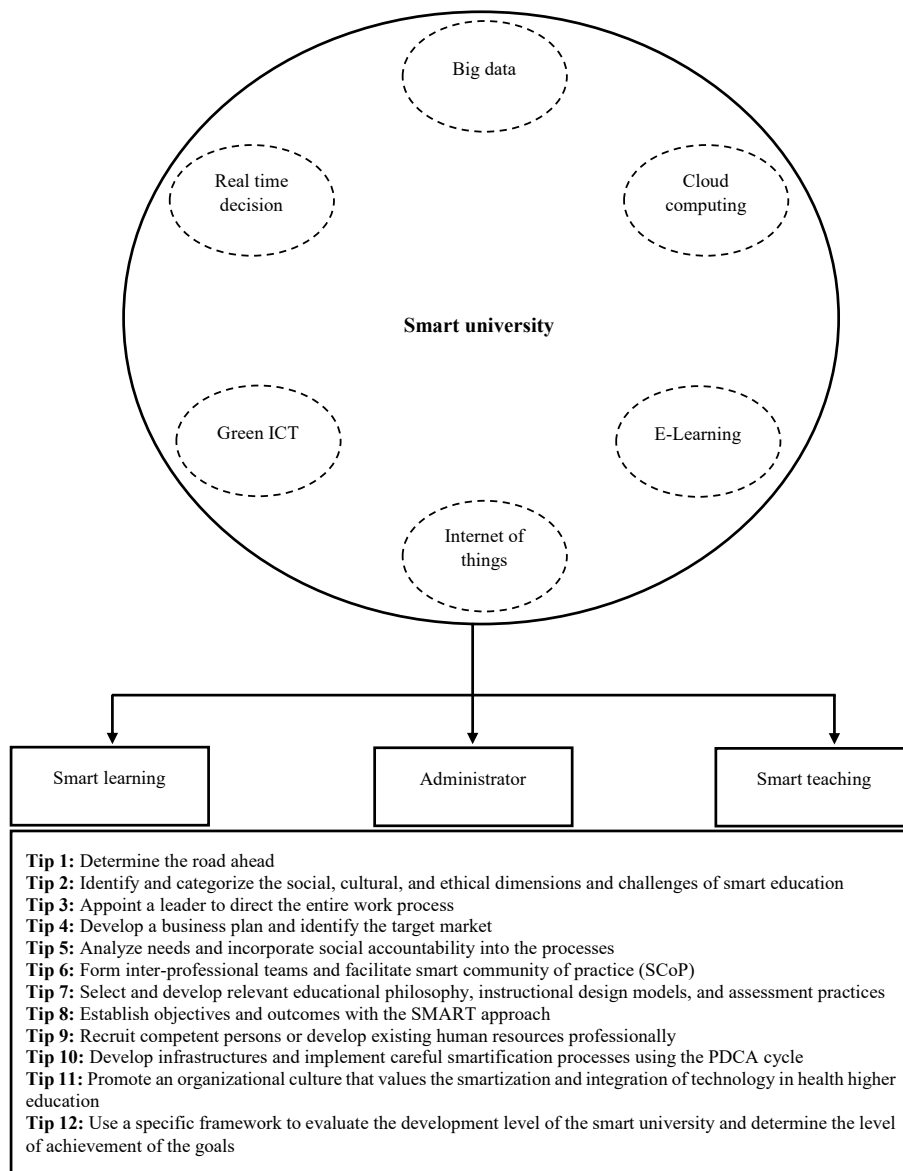 Big data
Real time
decision
Cloud
computing
Smart university
Green ICT
E-Learning
Internet of
things
Smart learning
Administrator
Smart teaching
Tip 1: Determine the road ahead
Tip 2: Identify and categorize the social, cultural, and ethical dimensions and challenges of smart education
Tip 3: Appoint a leader to direct the entire work process
Tip 4: Develop a business plan and identify the target market
Tip 5: Analyze needs and incorporate social accountability into the processes
Tip 6: Form inter-professional teams and facilitate smart community of practice (SCoP)
Tip 7: Select and develop relevant educational philosophy, instructional design models, and assessment practices
Tip 8: Establish objectives and outcomes with the SMART approach
Tip 9: Recruit competent persons or develop existing human resources professionally
Tip 10: Develop infrastructures and implement careful smartification processes using the PDCA cycle
Tip 11: Promote an organizational culture that values the smartization and integration of technology in health higher
education
Tip 12: Use a specific framework to evaluate the development level of the smart university and determine the level
of achievement of the goals